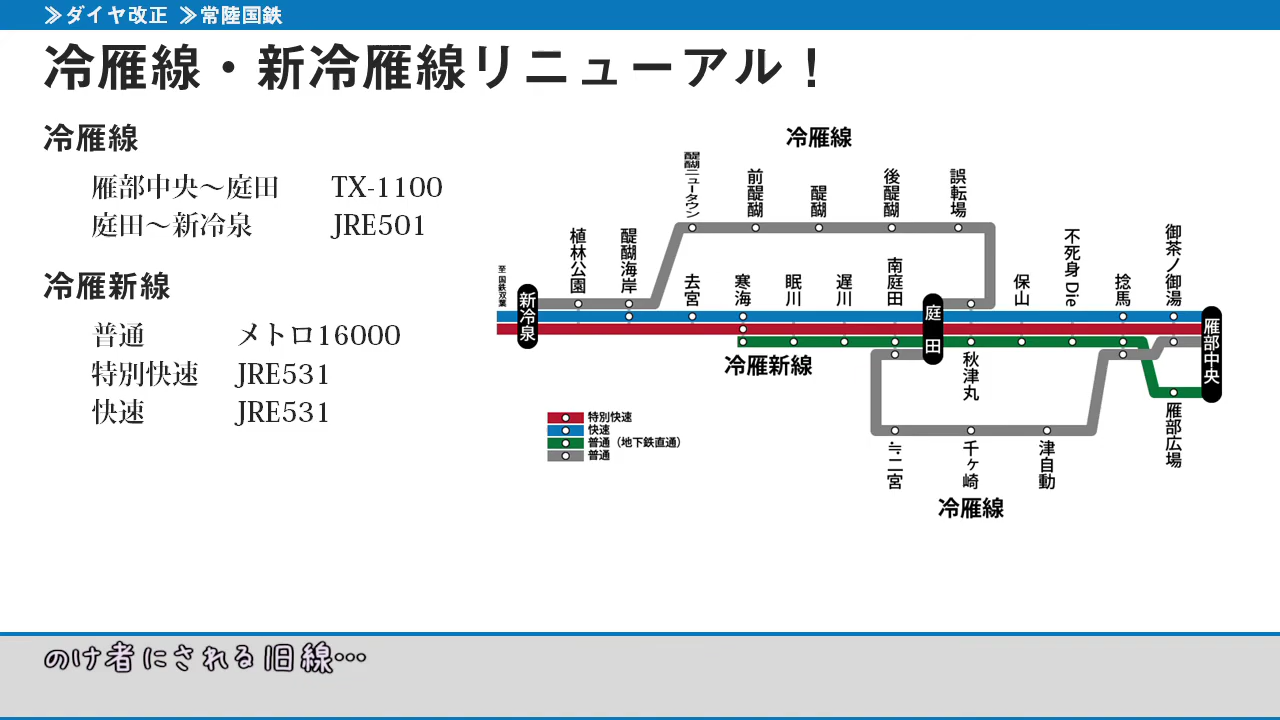 ≫ダイヤ改正 ≫常陸国鉄
冷雁線・新冷雁線リニューアル！
冷雁線
雁部中央～庭田 TX-1100
庭田～新冷泉 JRE501
冷雁新線
普通 メトロ16000
特別快速 JRE531
快速 JRE531
冷雁線
醍醐ニュータウン
前醍醐
醍醐
後醍醐
誤転場
植林公園
醍醐海岸
至 国鉄双葉
新冷泉
去宮
寒海
眠川
遅川
南庭田
庭田
保山
不死身 Die
捻馬
御茶ノ御湯
雁部中央
冷雁新線
秋津丸
雁部広場
≒二宮
千ヶ崎
津自動
冷雁線
特別快速
快速
普通（地下鉄直通）
普通
のけ者にされる旧線…